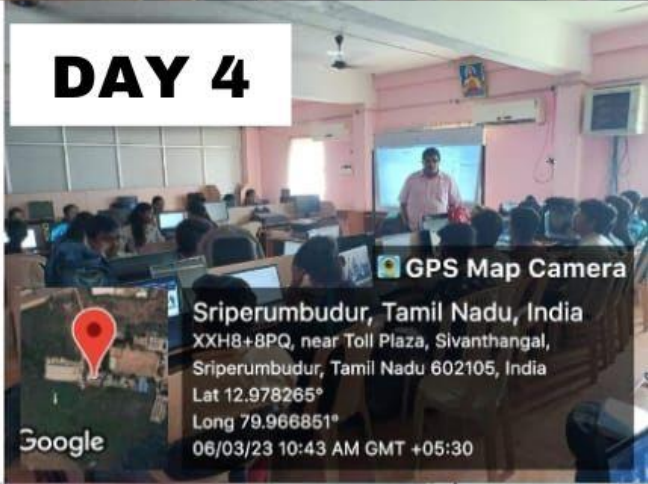 DAY 4
GPS Map Camera
Sriperumbudur, Tamil Nadu, India
XXH8+8PQ, near Toll Plaza, Sivanthangal,
Sriperumbudur, Tamil Nadu 602105, India
Lat 12.978265°
Long 79.966851°
06/03/23 10:43 AM GMT +05:30
Google